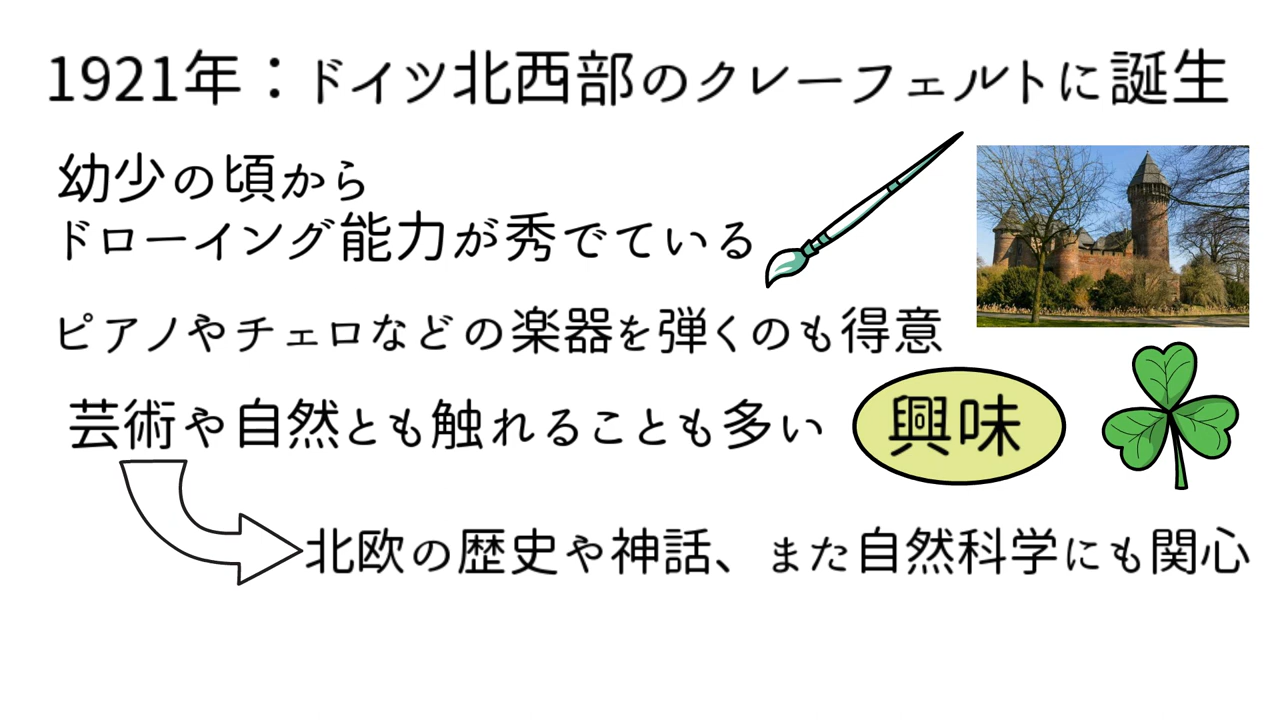 1921年：ドイツ北西部のクレーフェルトに誕生
幼少の頃から
ドローイング能力が秀でている
ピアノやチェロなどの楽器を弾くのも得意
芸術や自然とも触れることも多い
興味
北欧の歴史や神話、また自然科学にも関心